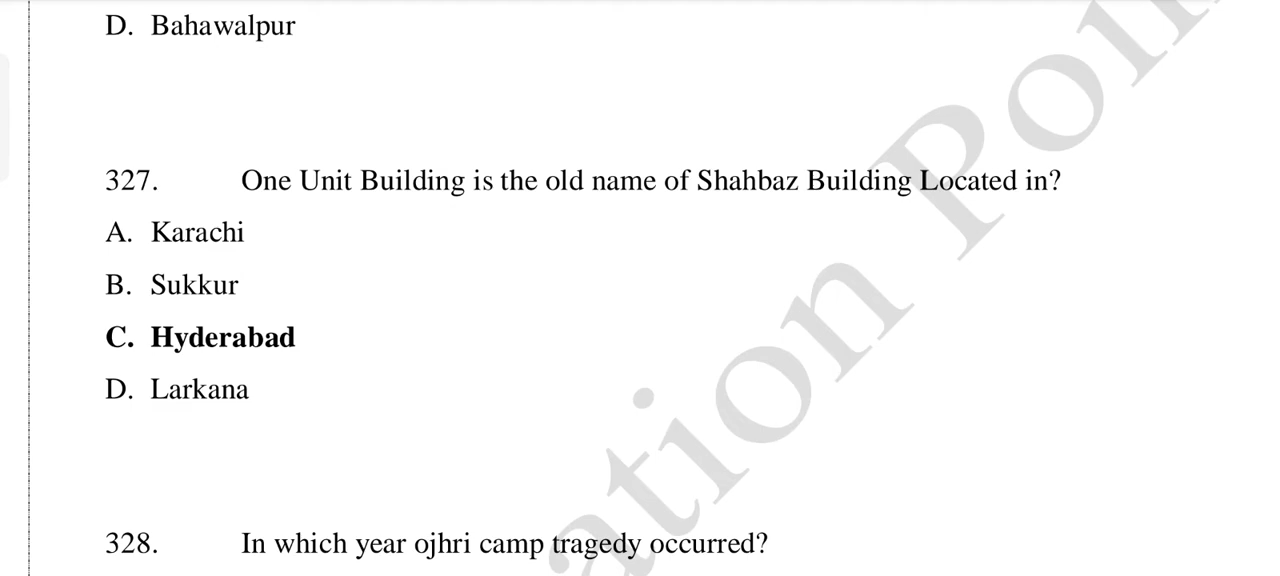 D. Bahawalpur
327. One Unit Building is the old name of Shahbaz Building Located in?
A. Karachi
B. Sukkur
C. Hyderabad
D. Larkana
328. In which year ojhri camp tragedy occurred?